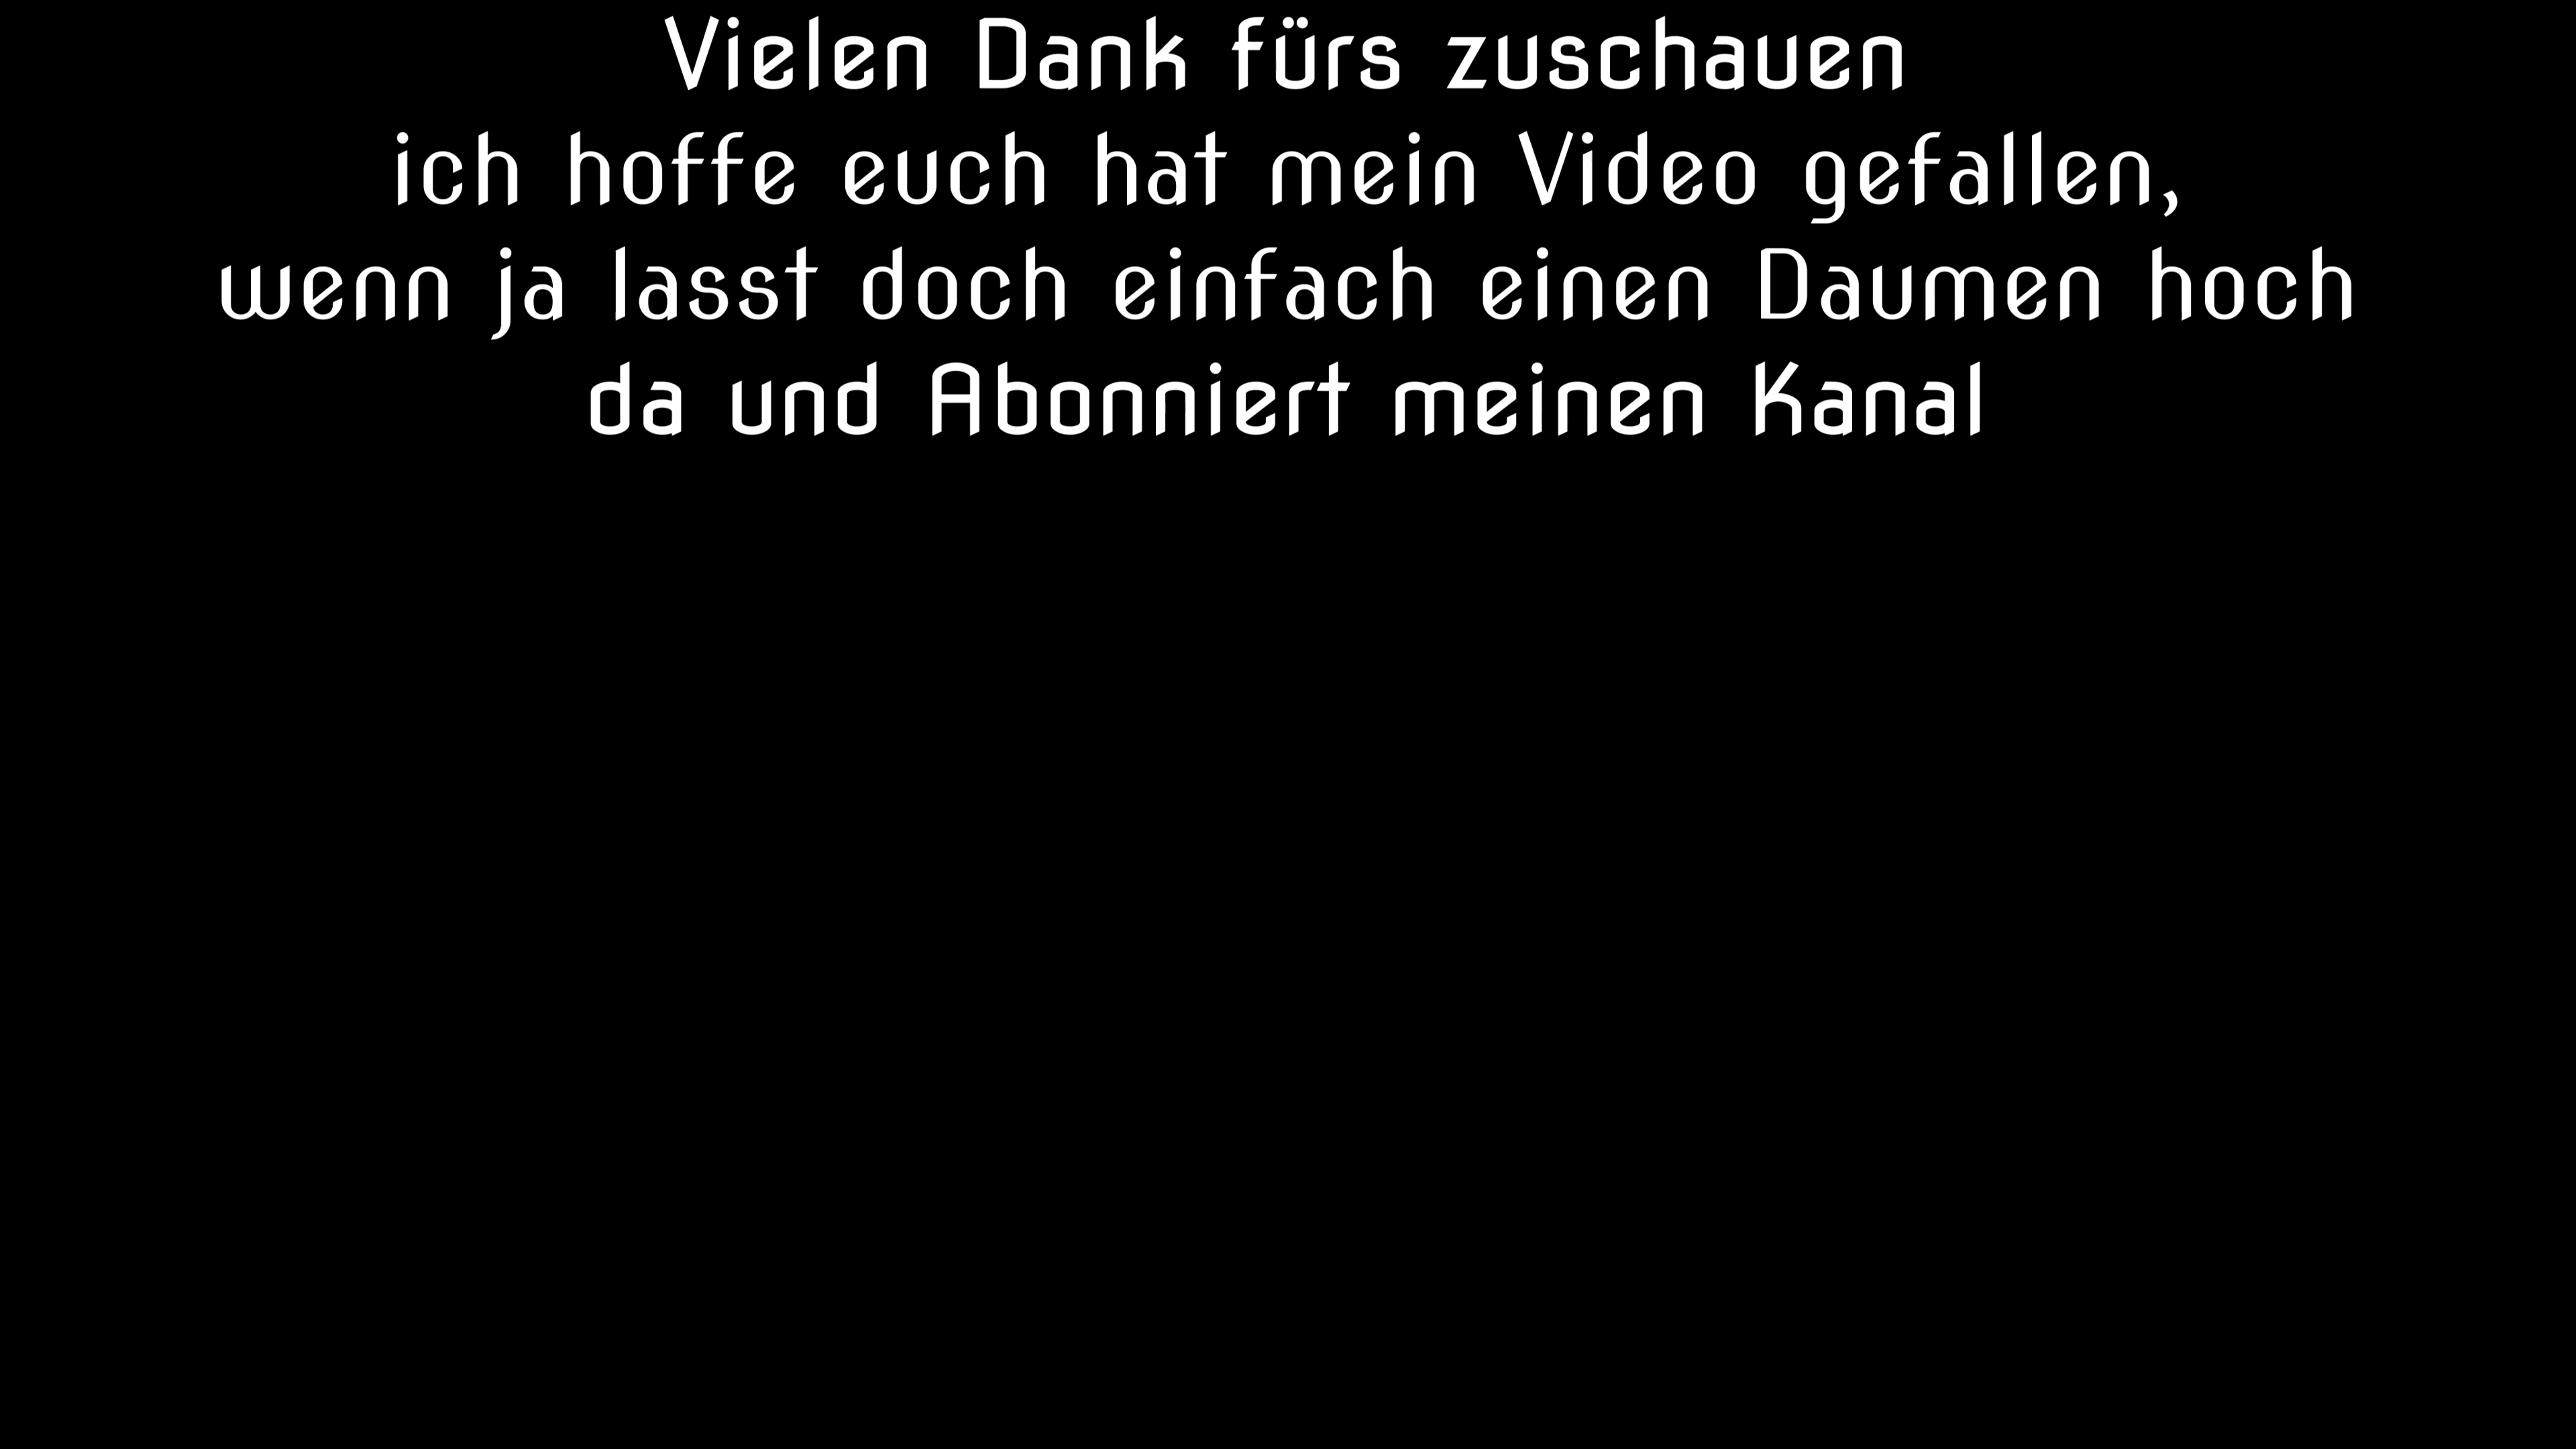 Vielen Dank fürs zuschauen
ich hoffe euch hat mein Video gefallen,
wenn ja lasst doch einfach einen Daumen hoch
da und Abonniert meinen Kanal